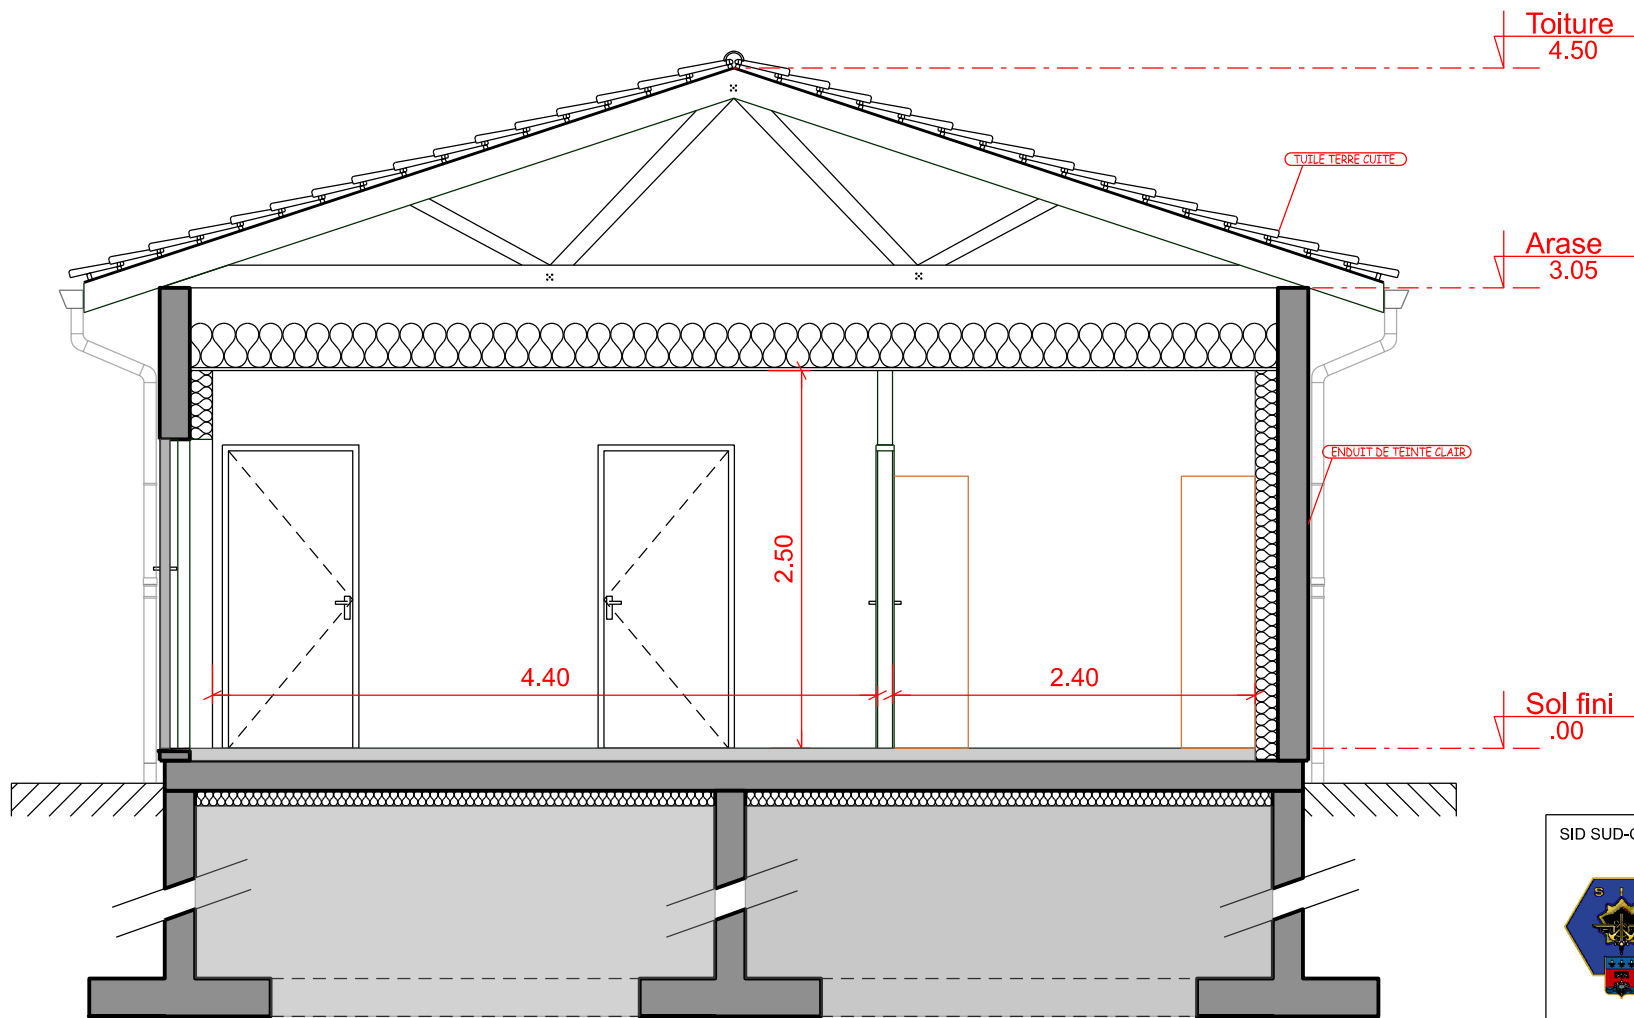 Toiture
4.50
TUILE TERRE CUITE
Arase
3.05
ENDUIT DE TEINTE CLAIR
2.50
4.40
2.40
Sol fini
.00
SID SUD-
S I